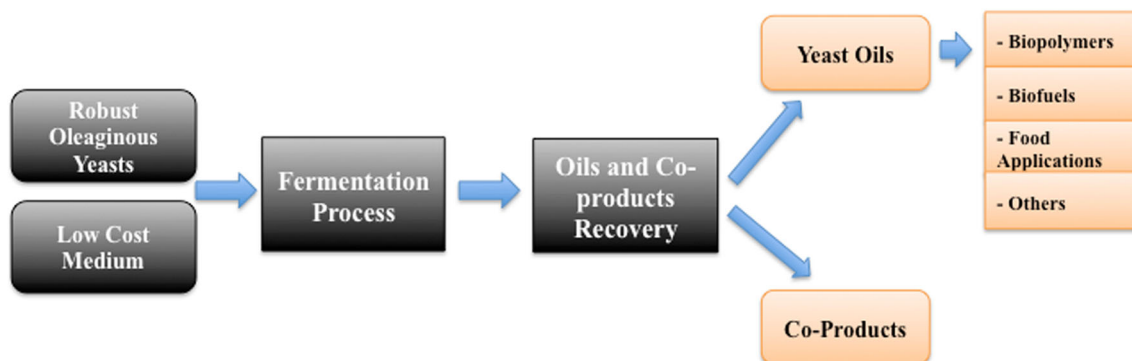 Robust
Oleaginous
Yeasts
Low Cost
Medium
Fermentation
Process
Oils and Co-
products
Recovery
Yeast Oils
Co-Products
- Biopolymers
- Biofuels
- Food
Applications
- Others